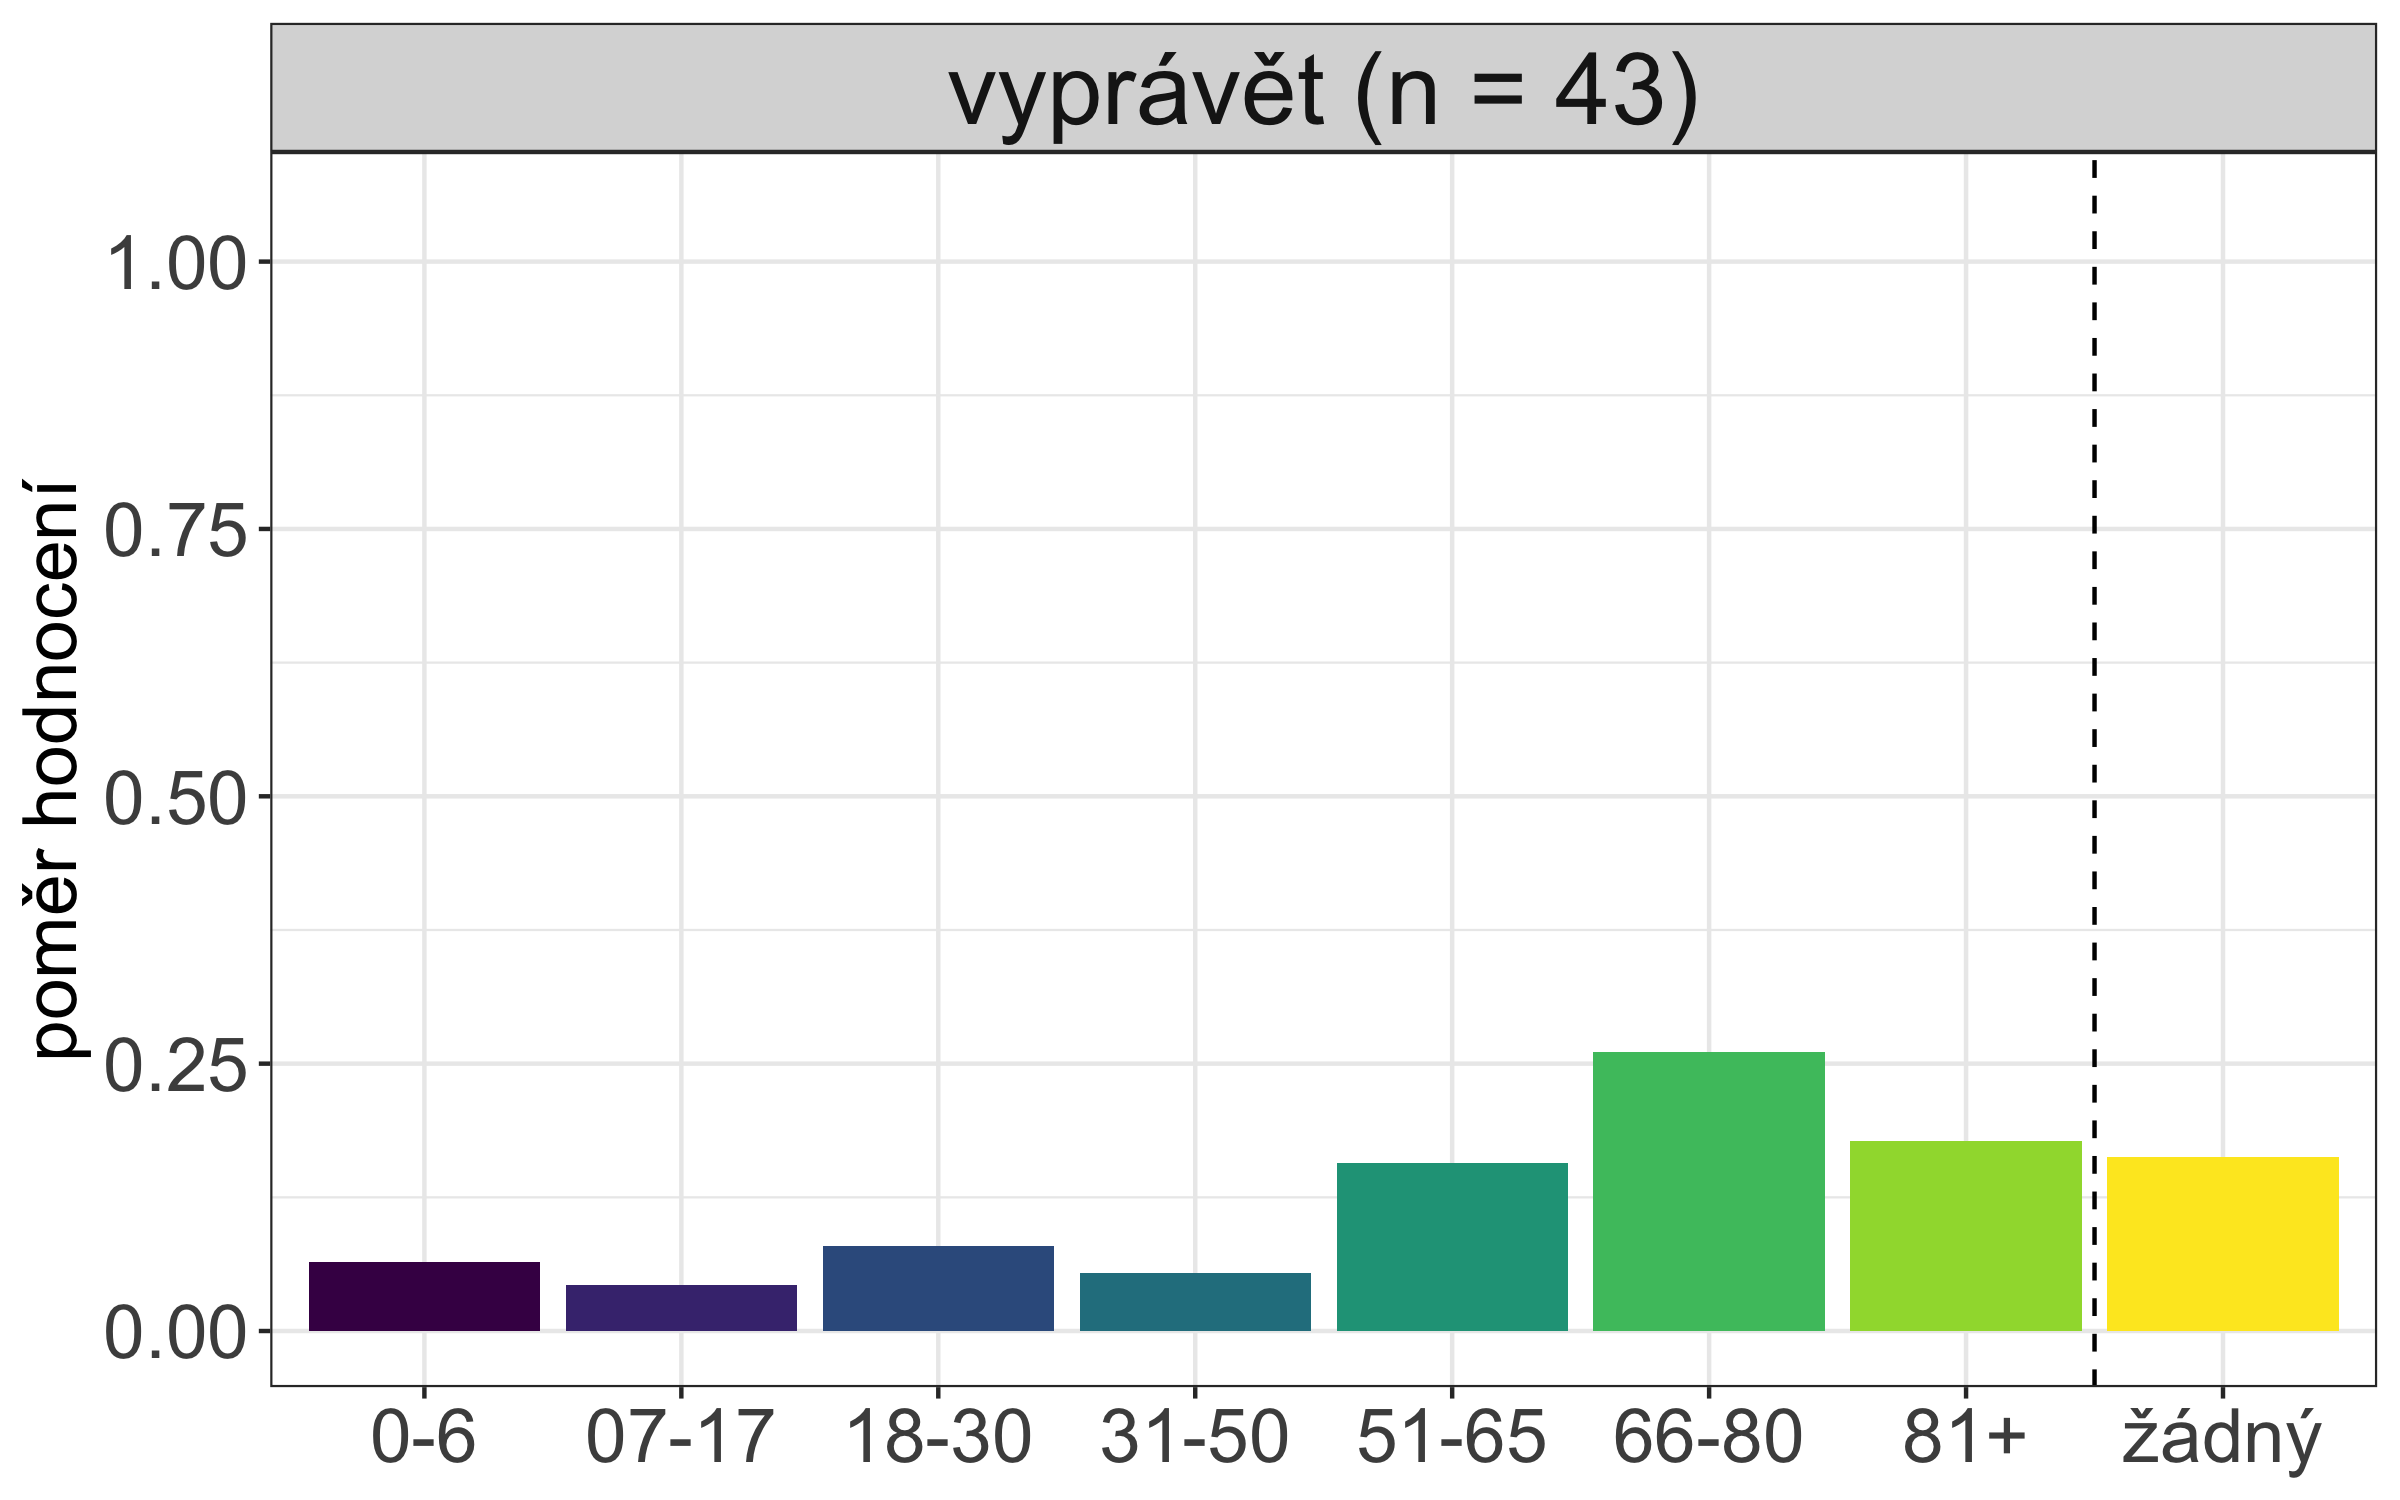 vyprávět (n = 43)
poměr hodnocení
1.00
0.75
0.50
0.25
0.00
0-6 07-17 18-30 31-50 51-65 66-80 81+ žádný